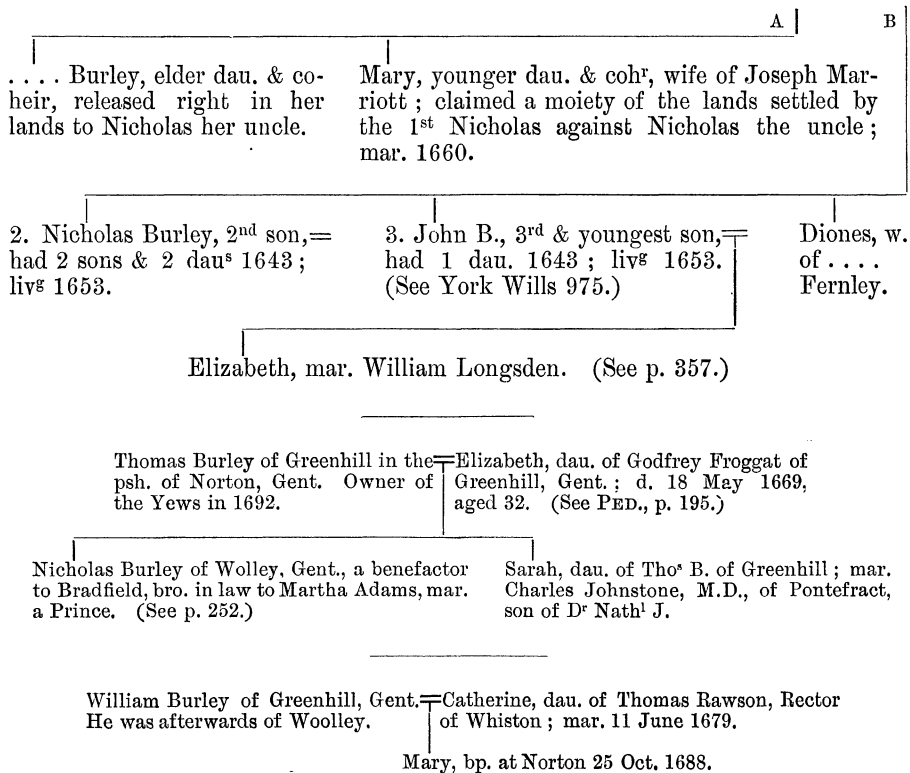 A B
. . . . Burley, elder dau. & co-
heir, released right in her
lands to Nicholas her uncle.
Mary, younger dau. & cohʳ, wife of Joseph Mar-
riott ; claimed a moiety of the lands settled by
the 1ˢᵗ Nicholas against Nicholas the uncle ;
mar. 1660.
2. Nicholas Burley, 2ⁿᵈ son,=
had 2 sons & 2 dauˢ 1643 ;
livᵍ 1653.
3. John B., 3ʳᵈ & youngest son,=
had 1 dau. 1643 ; livᵍ 1653.
(See York Wills 975.)
Diones, w.
of . . . .
Fernley.
Elizabeth, mar. William Longsden. (See p. 357.)
Thomas Burley of Greenhill in the=
psh. of Norton, Gent. Owner of
the Yews in 1692.
Elizabeth, dau. of Godfrey Froggat of
Greenhill, Gent. ; d. 18 May 1669,
aged 32. (See PED., p. 195.)
Nicholas Burley of Wolley, Gent., a benefactor
to Bradfield, bro. in law to Martha Adams, mar.
a Prince. (See p. 252.)
Sarah, dau. of Thoˢ B. of Greenhill ; mar.
Charles Johnstone, M.D., of Pontefract,
son of Dʳ Nathˡ J.
William Burley of Greenhill, Gent.=
He was afterwards of Woolley.
Catherine, dau. of Thomas Rawson, Rector
of Whiston ; mar. 11 June 1679.
Mary, bp. at Norton 25 Oct. 1688.